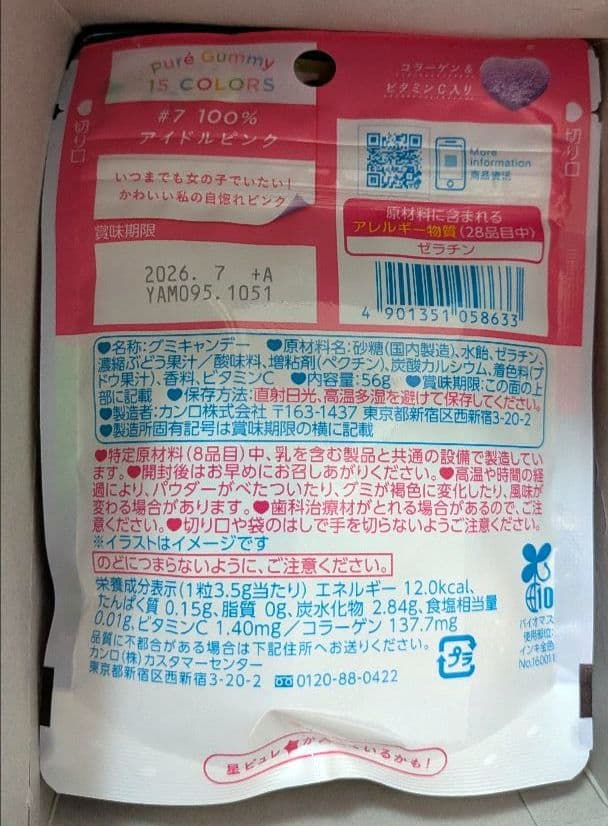 Puré Gummy
15 COLORS
#7 100%
アイドルピンク
いつまでも女の子でいたい！
かわいい私の自惚れピンク
コラーゲン＆
ビタミンC入り
切り口
切り口
More
information
商品資送
原材料に含まれる
アレルギー物質(28品目中)
ゼラチン
賞味期限
2026. 7 +A
YAM095.1051
4 901351 058633
●名称:グミキャンデー ♥原材料名:砂糖(国内製造)、水飴、ゼラチン、
濃縮ぶどう果汁／酸味料、増粘剤(ペクチン)、炭酸カルシウム、着色料(ブ
ドウ果汁)、香料、ビタミンC ♥内容量:56g ♥賞味期限:この面の上
部に記載 ♥保存方法:直射日光、高温多湿を避けて保存してください。
♥製造者:カンロ株式会社 〒163-1437 東京都新宿区西新宿3-20-2
♥製造所固有記号は賞味期限の横に記載
♥特定原材料(8品目)中、乳を含む製品と共通の設備で製造してい
ます。♥開封後はお早めにお召しあがりください。♥高温や時間の経
過により、パウダーがべたついたり、グミが褐色に変化したり、風味が
変わる場合があります。♥歯科治療材がとれる場合があるので、ご注
意ください。♥切り口や袋のはしで手を切らないようご注意ください。
※イラストはイメージです
のどにつまらないように、ご注意ください。
栄養成分表示(1粒3.5g当たり) エネルギー 12.0kcal、
たんぱく質 0.15g、脂質 0g、炭水化物 2.84g、食塩相当量
0.01g、ビタミンC 1.40mg／コラーゲン 137.7mg
品質に不都合がある場合は下記住所へお送りください。
カンロ(株)カスタマーセンター
東京都新宿区西新宿3-20-2 0120-88-0422
プラ
バイオマス
使用部位:
インキ金色
No.160011
星ピュレ いるかも！